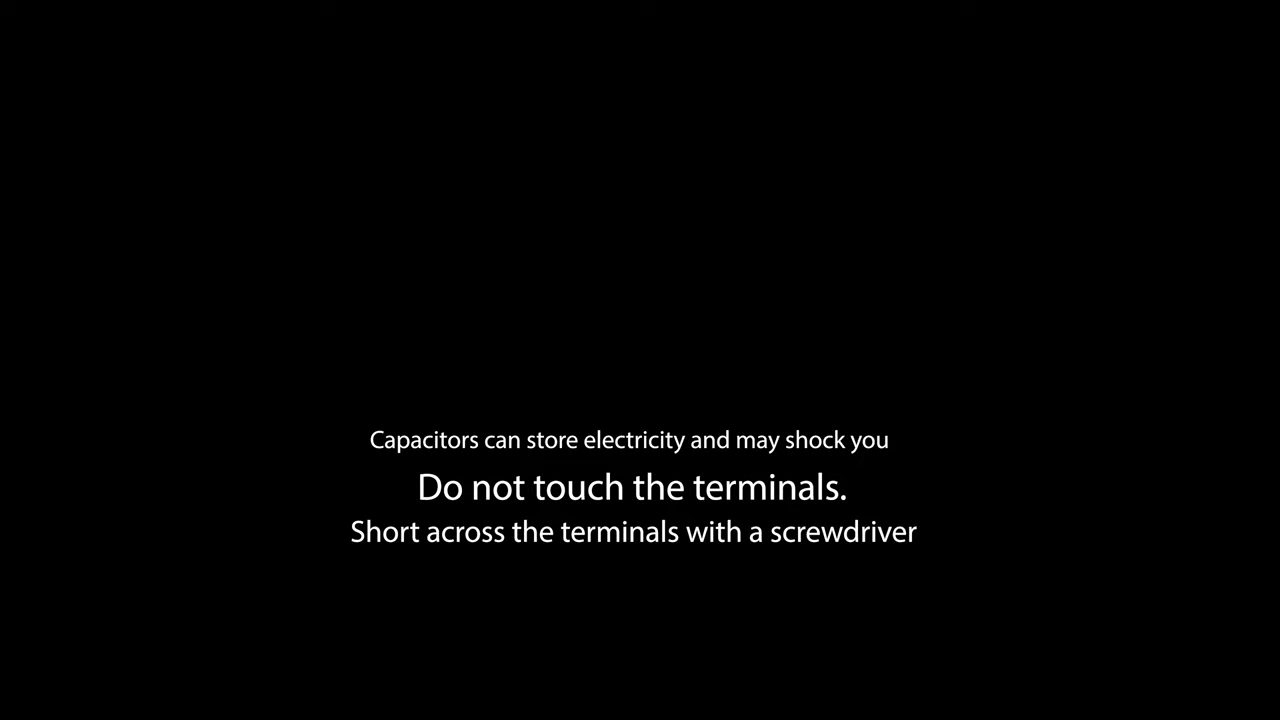 Capacitors can store electricity and may shock you
Do not touch the terminals.
Short across the terminals with a screwdriver